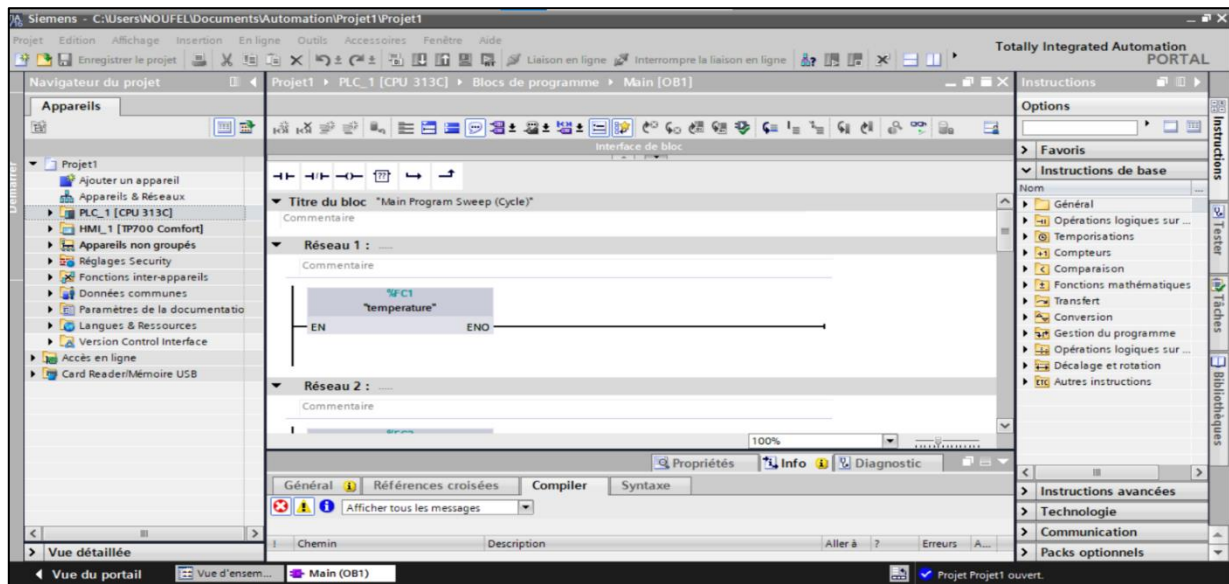 Siemens - C:\Users\NOUFEL\Documents\Automation\Projet1\Projet1
Projet Edition Affichage Insertion En ligne Outils Accessoires Fenêtre Aide
Enregistrer le projet
Liaison en ligne
Interrompre la liaison en ligne
Totally Integrated Automation
PORTAL
Navigateur du projet
Appareils
Projet1
Ajouter un appareil
Appareils & Réseaux
PLC_1 [CPU 313C]
HMI_1 [TP700 Comfort]
Appareils non groupés
Réglages Security
Fonctions inter-appareils
Données communes
Paramètres de la documentatio
Langues & Ressources
Version Control Interface
Accès en ligne
Card Reader/Mémoire USB
Vue détaillée
Démarrer
Projet1 PLC_1 [CPU 313C] Blocs de programme Main [OB1]
Interface de bloc
Titre du bloc "Main Program Sweep (Cycle)"
Commentaire
Réseau 1 : .....
Commentaire
%FC1
"temperature"
EN ENO
Réseau 2 : .....
Commentaire
100%
Propriétés Info Diagnostic
Général Références croisées Compiler Syntaxe
Afficher tous les messages
! Chemin Description Aller à ? Erreurs A...
Instructions
Options
Favoris
Instructions de base
Nom ...
Général
Opérations logiques sur ...
Temporisations
Compteurs
Comparaison
Fonctions mathématiques
Transfert
Conversion
Gestion du programme
Opérations logiques sur ...
Décalage et rotation
Autres instructions
Instructions avancées
Technologie
Communication
Packs optionnels
Instructions
Tester
Tâches
Bibliothèques
Vue du portail
Vue d'ensem...
Main (OB1)
Projet Projet1 ouvert.